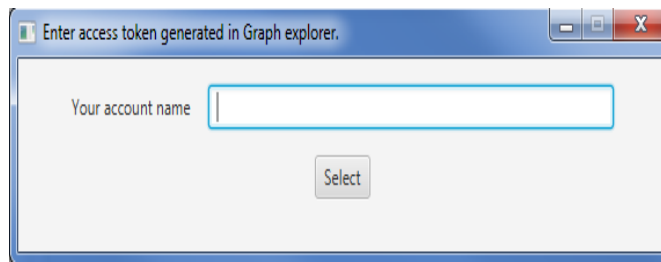 Enter access token generated in Graph explorer.
Your account name
Select